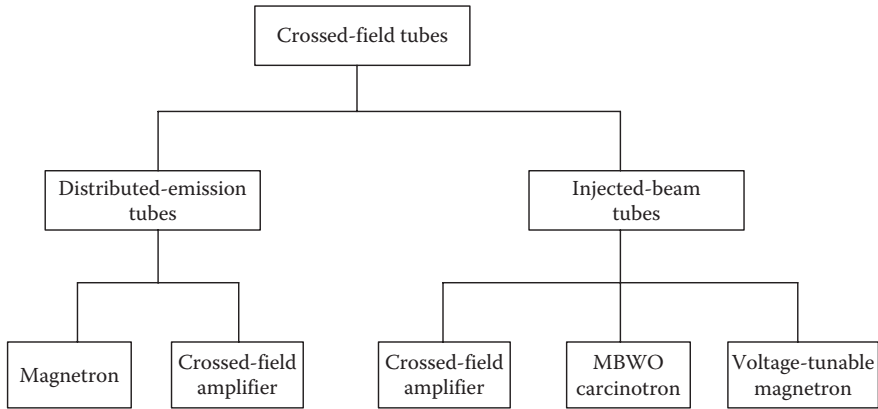 Crossed-field tubes
Distributed-emission
tubes
Injected-beam
tubes
Magnetron
Crossed-field
amplifier
Crossed-field
amplifier
MBWO
carcinotron
Voltage-tunable
magnetron